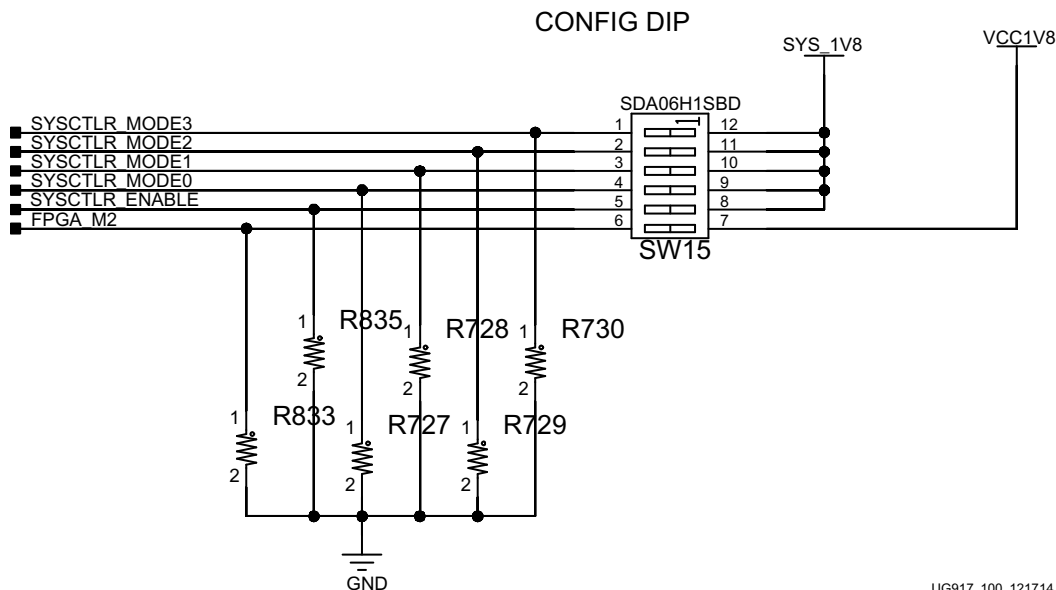 CONFIG DIP
SYS_1V8
VCC1V8
SDA06H1SBD
SYSCTLR_MODE3
1
12
SYSCTLR_MODE2
2
11
SYSCTLR_MODE1
3
10
SYSCTLR_MODE0
4
9
SYSCTLR_ENABLE
5
8
FPGA_M2
6
7
SW15
1
R835
2
1
R728
2
1
R730
2
1
R833
2
1
R727
2
1
R729
2
GND
UG917_100_121714